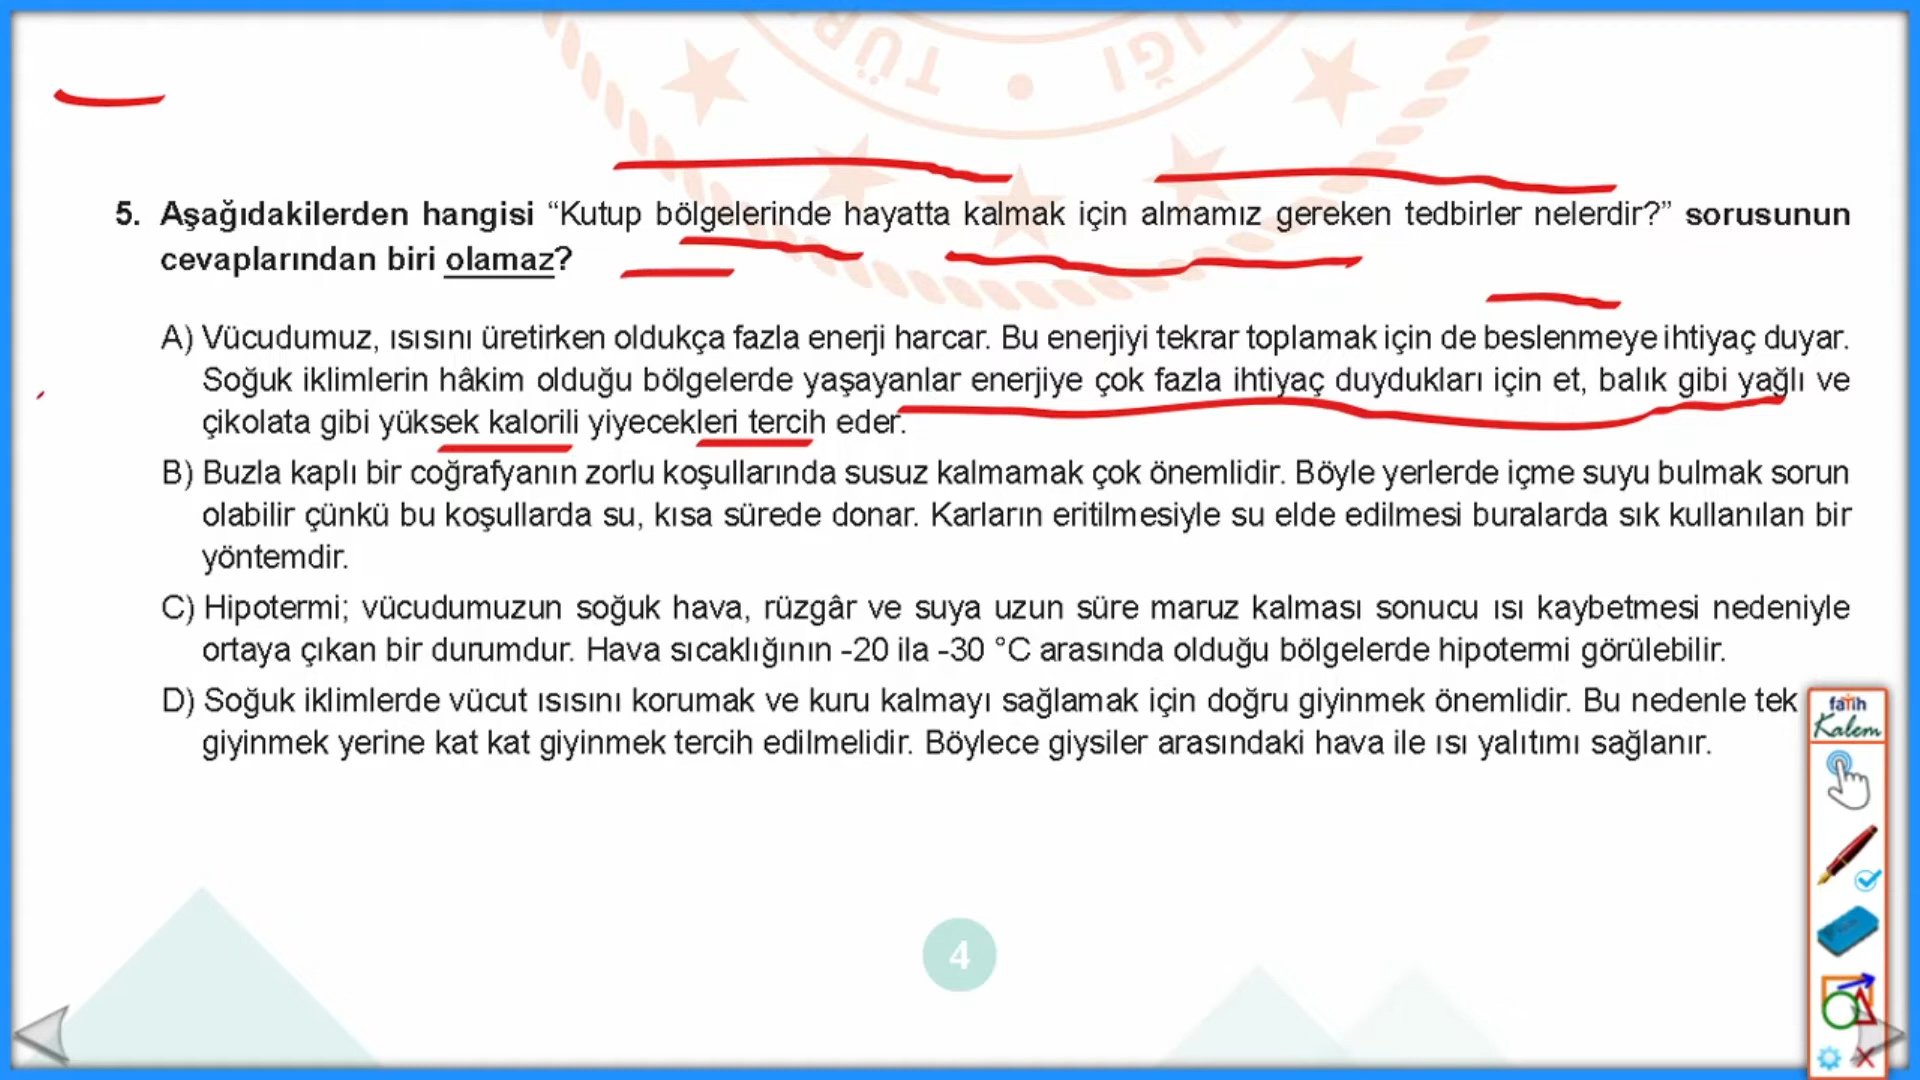 TÜR
LIĞI
5. Aşağıdakilerden hangisi “Kutup bölgelerinde hayatta kalmak için almamız gereken tedbirler nelerdir?” sorusunun
cevaplarından biri olamaz?
A) Vücudumuz, ısısını üretirken oldukça fazla enerji harcar. Bu enerjiyi tekrar toplamak için de beslenmeye ihtiyaç duyar.
Soğuk iklimlerin hâkim olduğu bölgelerde yaşayanlar enerjiye çok fazla ihtiyaç duydukları için et, balık gibi yağlı ve
çikolata gibi yüksek kalorili yiyecekleri tercih eder.
B) Buzla kaplı bir coğrafyanın zorlu koşullarında susuz kalmamak çok önemlidir. Böyle yerlerde içme suyu bulmak sorun
olabilir çünkü bu koşullarda su, kısa sürede donar. Karların eritilmesiyle su elde edilmesi buralarda sık kullanılan bir
yöntemdir.
C) Hipotermi; vücudumuzun soğuk hava, rüzgâr ve suya uzun süre maruz kalması sonucu ısı kaybetmesi nedeniyle
ortaya çıkan bir durumdur. Hava sıcaklığının -20 ila -30 °C arasında olduğu bölgelerde hipotermi görülebilir.
D) Soğuk iklimlerde vücut ısısını korumak ve kuru kalmayı sağlamak için doğru giyinmek önemlidir. Bu nedenle tek
giyinmek yerine kat kat giyinmek tercih edilmelidir. Böylece giysiler arasındaki hava ile ısı yalıtımı sağlanır.
fatih
Kalem
4